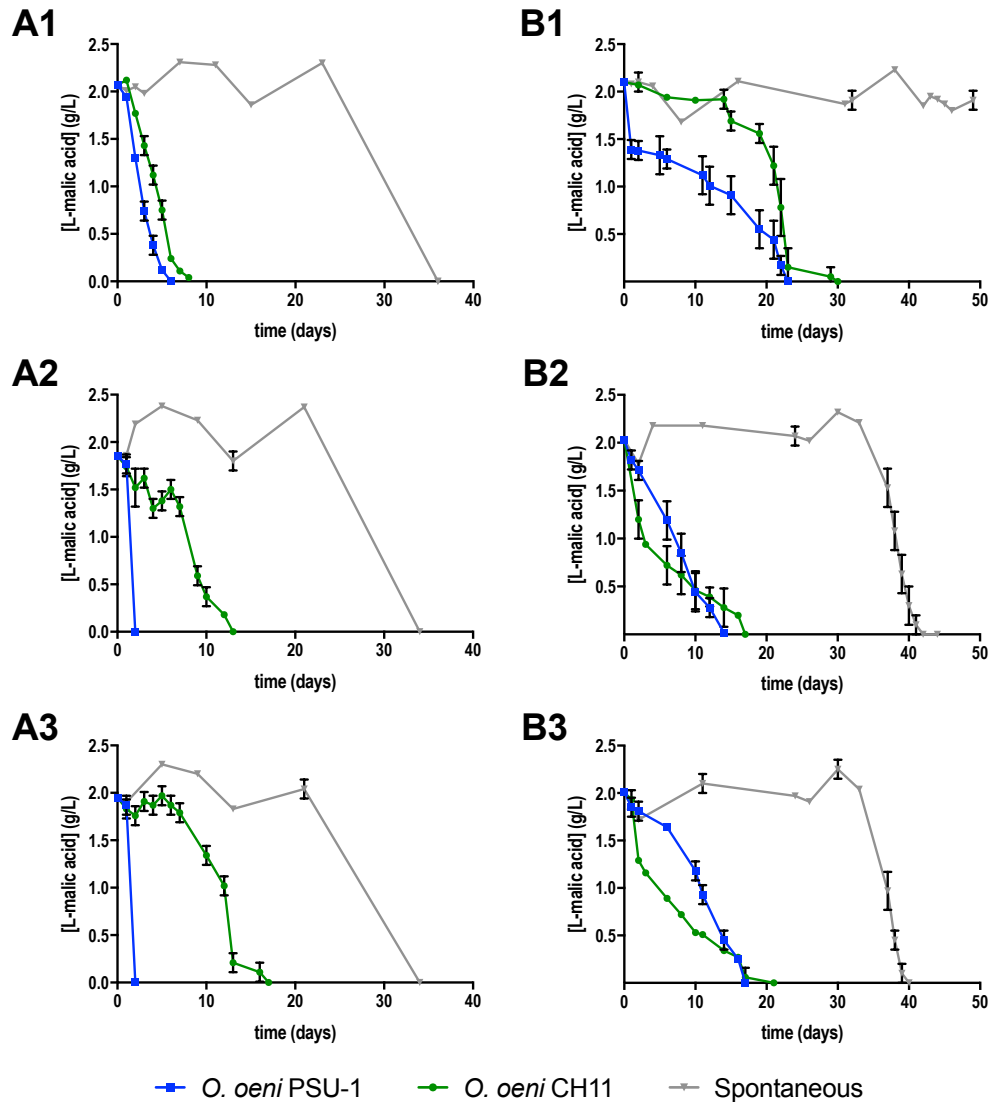 A1
[L-malic acid] (g/L)
2.5
2.0
1.5
1.0
0.5
0.0
0 10 20 30 40
time (days)
B1
[L-malic acid] (g/L)
2.5
2.0
1.5
1.0
0.5
0 10 20 30 40 50
time (days)
A2
[L-malic acid] (g/L)
2.5
2.0
1.5
1.0
0.5
0.0
0 10 20 30 40
time (days)
B2
[L-malic acid] (g/L)
2.5
2.0
1.5
1.0
0.5
0 10 20 30 40 50
time (days)
A3
[L-malic acid] (g/L)
2.5
2.0
1.5
1.0
0.5
0.0
0 10 20 30 40
time (days)
B3
[L-malic acid] (g/L)
2.5
2.0
1.5
1.0
0.5
0 10 20 30 40 50
time (days)
O. oeni PSU-1 O. oeni CH11 Spontaneous